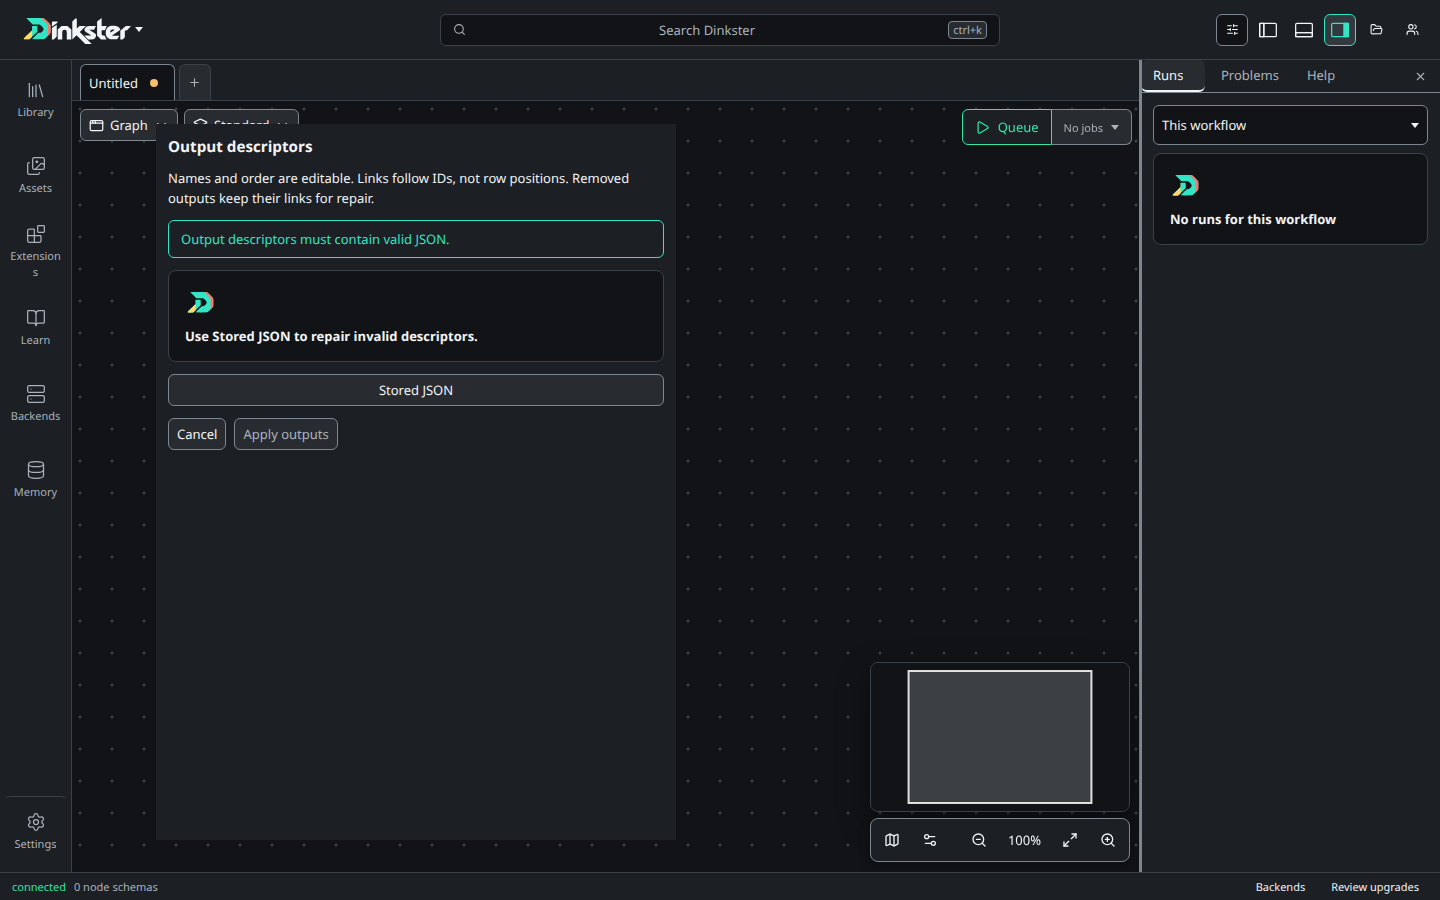 Dinkster
Search Dinkster
ctrl+k
Library
Assets
Extension
s
Learn
Backends
Memory
Settings
Untitled
Graph
Standard
Queue
No jobs
Output descriptors
Names and order are editable. Links follow IDs, not row positions. Removed
outputs keep their links for repair.
Output descriptors must contain valid JSON.
Use Stored JSON to repair invalid descriptors.
Stored JSON
Cancel
Apply outputs
100%
Runs
Problems
Help
This workflow
No runs for this workflow
connected
0 node schemas
Backends
Review upgrades